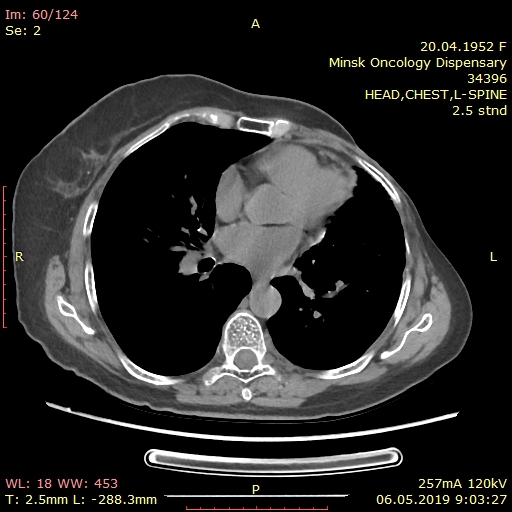 Im: 60/124
Se: 2
A
20.04.1952 F
Minsk Oncology Dispensary
34396
HEAD,CHEST,L-SPINE
2.5 stnd
R
L
WL: 18 WW: 453
T: 2.5mm L: -288.3mm
P
257mA 120kV
06.05.2019 9:03:27